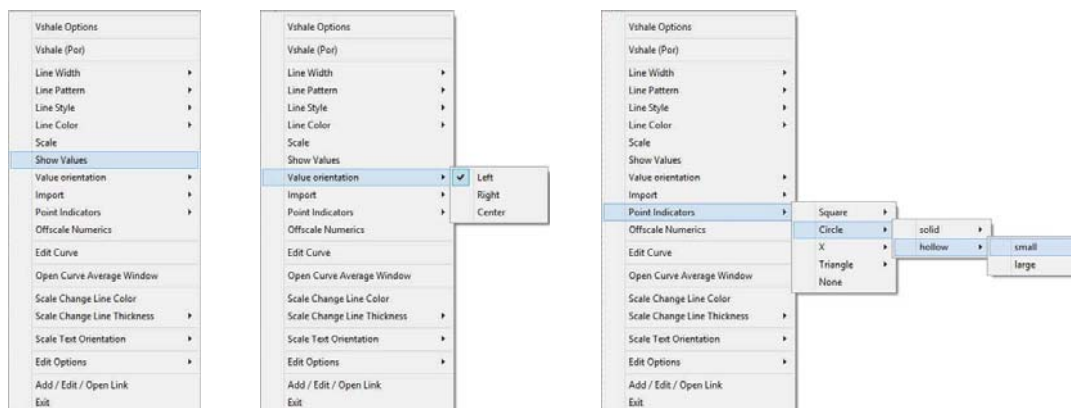 Vshale Options
Vshale (Por)
Line Width
Line Pattern
Line Style
Line Color
Scale
Show Values
Value orientation
Import
Point Indicators
Offscale Numerics
Edit Curve
Open Curve Average Window
Scale Change Line Color
Scale Change Line Thickness
Scale Text Orientation
Edit Options
Add / Edit / Open Link
Exit
Vshale Options
Vshale (Por)
Line Width
Line Pattern
Line Style
Line Color
Scale
Show Values
Value orientation
Import
Point Indicators
Offscale Numerics
Edit Curve
Open Curve Average Window
Scale Change Line Color
Scale Change Line Thickness
Scale Text Orientation
Edit Options
Add / Edit / Open Link
Exit
Left
Right
Center
Vshale Options
Vshale (Por)
Line Width
Line Pattern
Line Style
Line Color
Scale
Show Values
Value orientation
Import
Point Indicators
Offscale Numerics
Edit Curve
Open Curve Average Window
Scale Change Line Color
Scale Change Line Thickness
Scale Text Orientation
Edit Options
Add / Edit / Open Link
Exit
Square
Circle
X
Triangle
None
solid
hollow
small
large